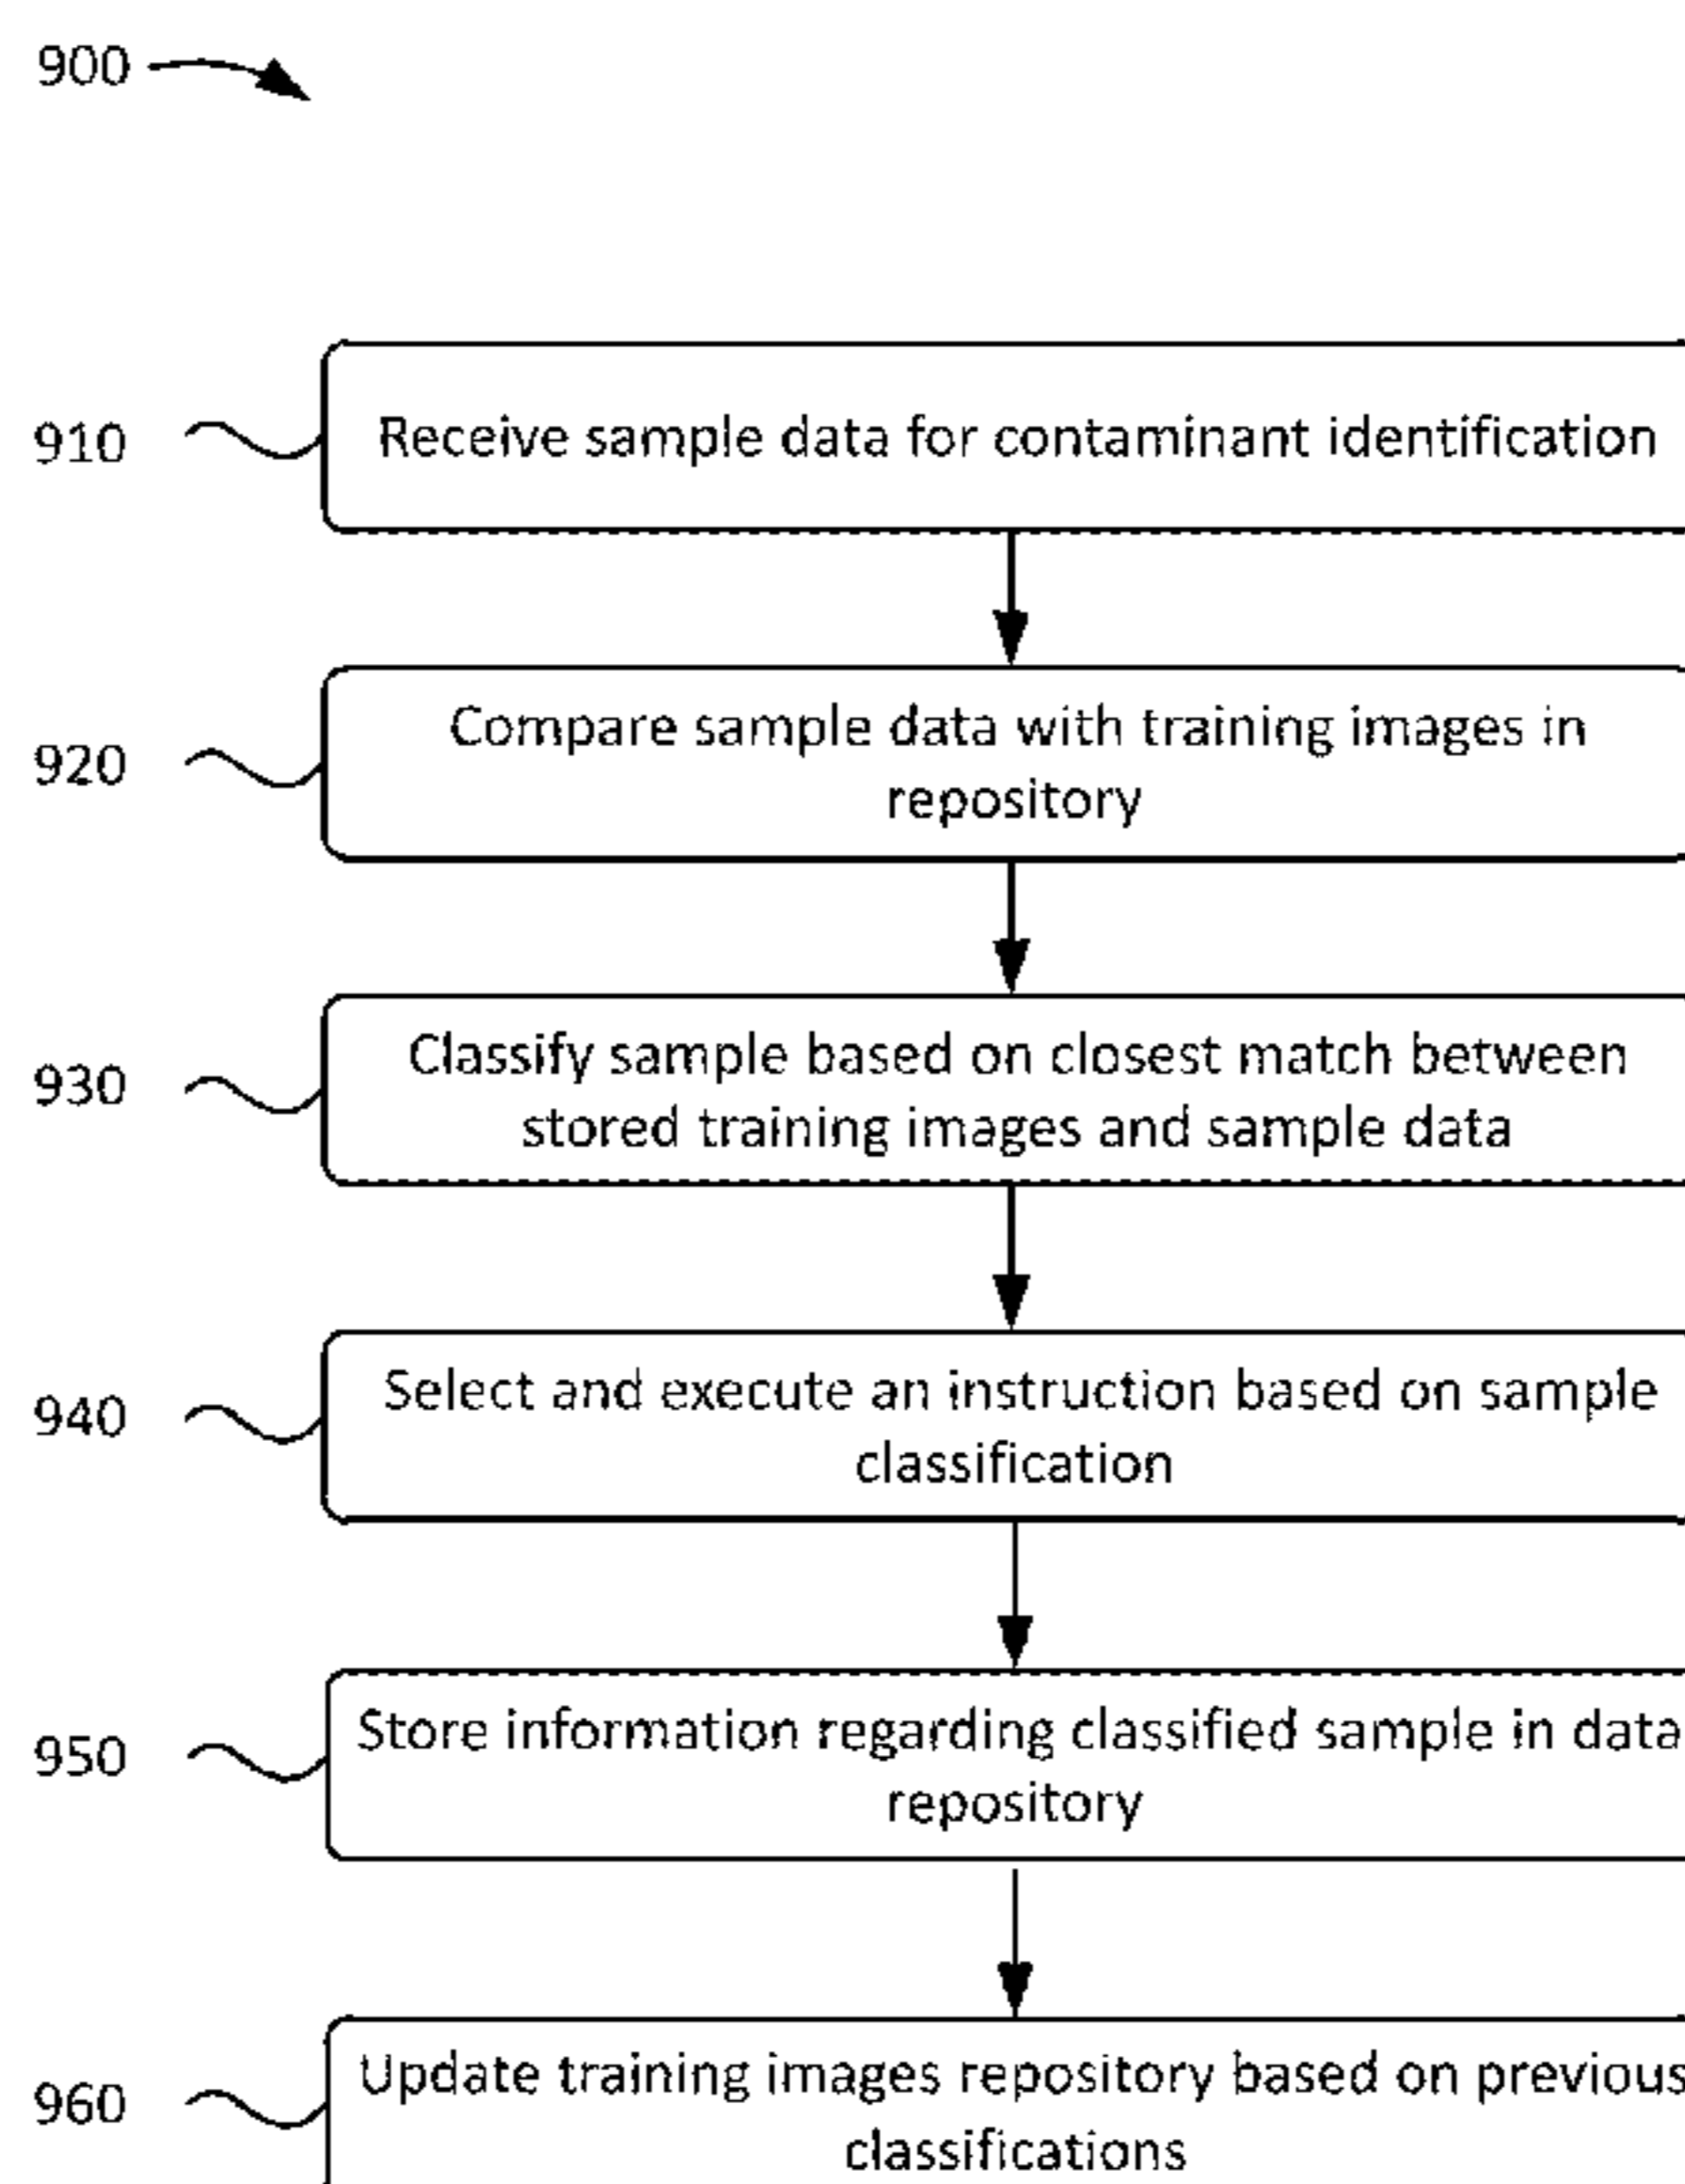 900
910
Receive sample data for contaminant identification
920
Compare sample data with training images in
repository
930
Classify sample based on closest match between
stored training images and sample data
940
Select and execute an instruction based on sample
classification
950
Store information regarding classified sample in data
repository
960
Update training images repository based on previous
classifications